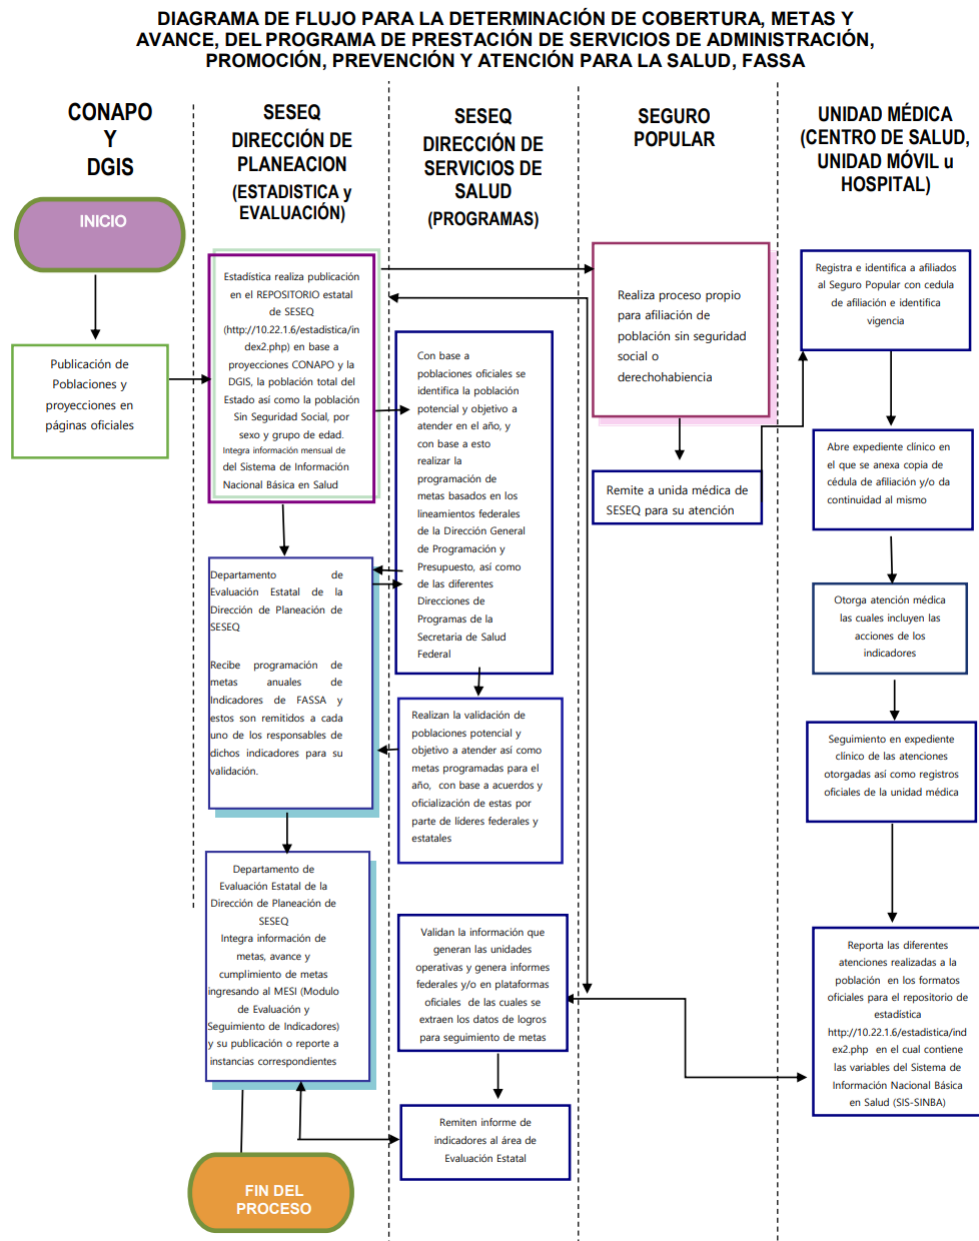 DIAGRAMA DE FLUJO PARA LA DETERMINACIÓN DE COBERTURA, METAS Y
AVANCE, DEL PROGRAMA DE PRESTACIÓN DE SERVICIOS DE ADMINISTRACIÓN,
PROMOCIÓN, PREVENCIÓN Y ATENCIÓN PARA LA SALUD, FASSA
CONAPO
Y
DGIS
INICIO
Publicación de
Poblaciones y
proyecciones en
páginas oficiales
SESEQ
DIRECCIÓN DE
PLANEACION
(ESTADISTICA y
EVALUACIÓN)
Estadística realiza publicación
en el REPOSITORIO estatal
de SESEQ
(http://10.22.1.6/estadistica/in
dex2.php) en base a
proyecciones CONAPO y la
DGIS, la población total del
Estado así como la población
Sin Seguridad Social, por
sexo y grupo de edad.
Integra información mensual de
del Sistema de Información
Nacional Básica en Salud
Departamento de
Evaluación Estatal de la
Dirección de Planeación de
SESEQ
Recibe programación de
metas anuales de
Indicadores de FASSA y
estos son remitidos a cada
uno de los responsables de
dichos indicadores para su
validación.
Departamento de
Evaluación Estatal de la
Dirección de Planeación de
SESEQ
Integra información de
metas, avance y
cumplimiento de metas
ingresando al MESI (Modulo de
Evaluación y
Seguimiento de Indicadores)
y su publicación o reporte a
instancias correspondientes
FIN DEL
PROCESO
SESEQ
DIRECCIÓN DE
SERVICIOS DE
SALUD
(PROGRAMAS)
Con base a
poblaciones oficiales se
identifica la población
potencial y objetivo a
atender en el año, y
con base a esto
realizar la
programación de
metas basados en los
lineamientos federales
de la Dirección General
de Programación y
Presupuesto, así como
de las diferentes
Direcciones de
Programas de la
Secretaria de Salud
Federal
Realizan la validación de
poblaciones potencial y
objetivo a atender así como
metas programadas para el
año, con base a acuerdos y
oficialización de estas por
parte de líderes federales y
estatales
Validan la información que
generan las unidades
operativas y genera informes
federales y/o en plataformas
oficiales de las cuales se
extraen los datos de logros
para seguimiento de metas
Remiten informe de
indicadores al área de
Evaluación Estatal
SEGURO
POPULAR
Realiza proceso propio
para afiliación de
población sin seguridad
social o
derechohabiencia
Remite a unida médica de
SESEQ para su atención
UNIDAD MÉDICA
(CENTRO DE SALUD,
UNIDAD MÓVIL u
HOSPITAL)
Registra e identifica a afiliados
al Seguro Popular con cedula
de afiliación e identifica
vigencia
Abre expediente clínico en
el que se anexa copia de
cédula de afiliación y/o da
continuidad al mismo
Otorga atención médica
las cuales incluyen las
acciones de los
indicadores
Seguimiento en expediente
clínico de las atenciones
otorgadas así como registros
oficiales de la unidad médica
Reporta las diferentes
atenciones realizadas a la
población en los formatos
oficiales para el repositorio de
estadística
http://10.22.1.6/estadistica/ind
ex2.php en el cual contiene
las variables del Sistema de
Información Nacional Básica
en Salud (SIS-SINBA)